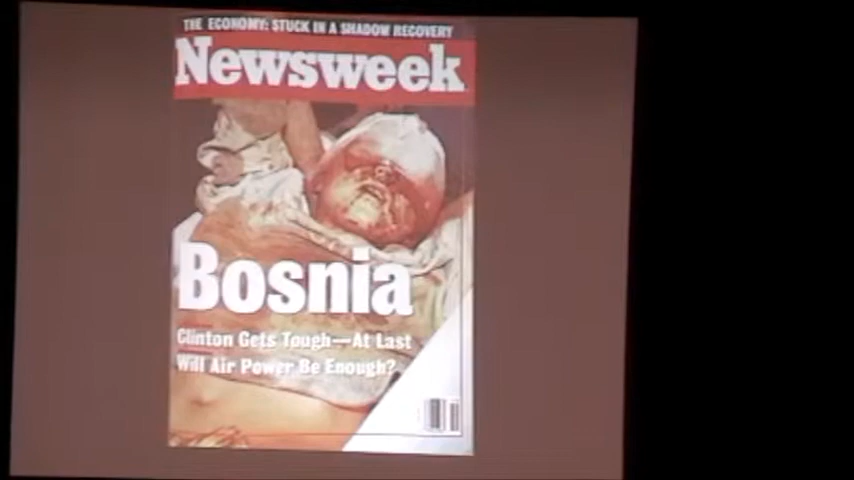 THE ECONOMY: STUCK IN A SHADOW RECOVERY
Newsweek
Bosnia
Clinton Gets Tough—At Last
Will Air Power Be Enough?